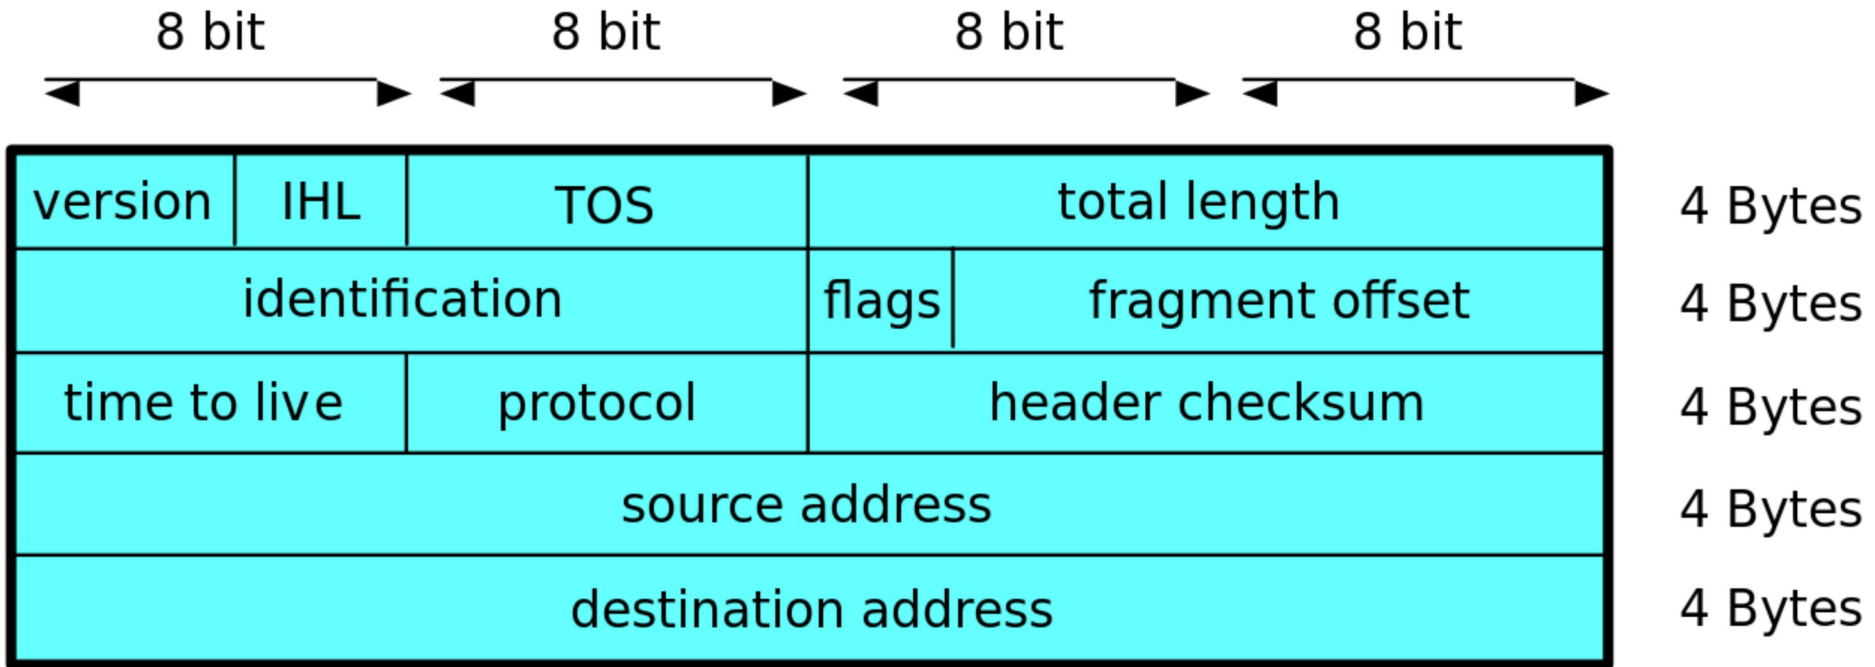 8 bit 8 bit 8 bit 8 bit
version IHL TOS total length 4 Bytes
identification flags fragment offset 4 Bytes
time to live protocol header checksum 4 Bytes
source address 4 Bytes
destination address 4 Bytes